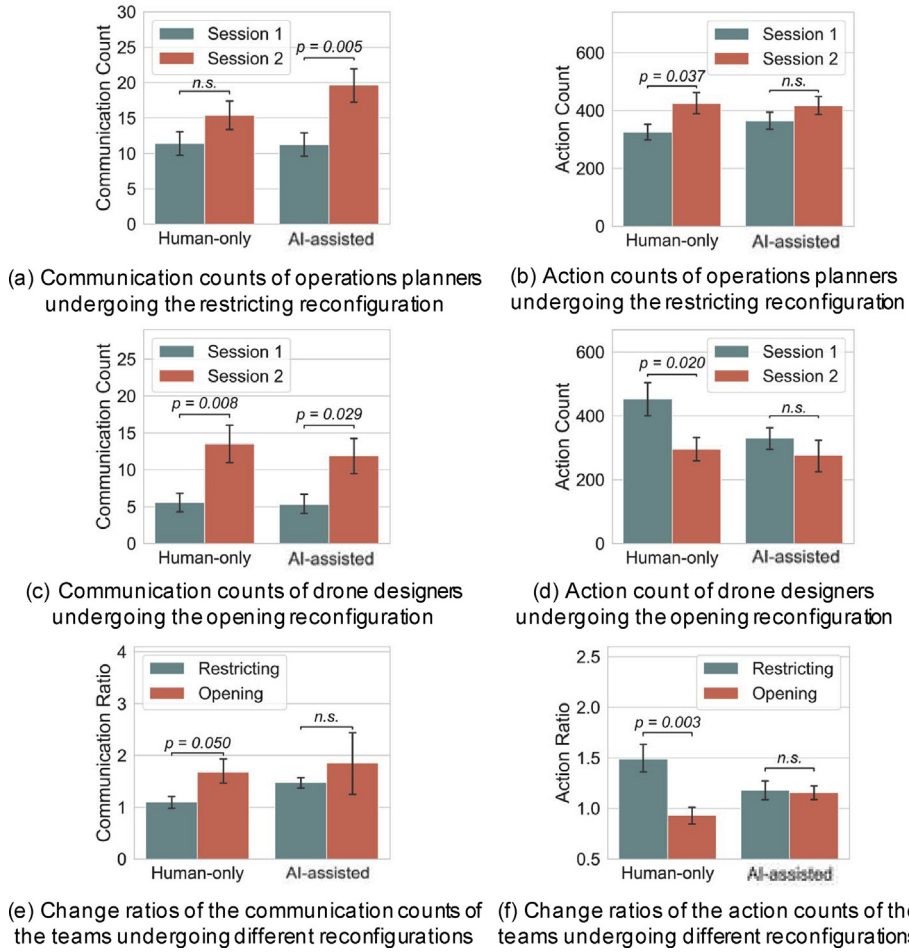 30
25
20
15
10
5
0
Communication Count
Session 1
Session 2
n.s.
p = 0.005
Human-only
AI-assisted
(a) Communication counts of operations planners
undergoing the restricting reconfiguration
600
400
200
0
Action Count
Session 1
Session 2
p = 0.037
n.s.
Human-only
AI-assisted
(b) Action counts of operations planners
undergoing the restricting reconfiguration
25
20
15
10
5
0
Communication Count
Session 1
Session 2
p = 0.008
p = 0.029
Human-only
AI-assisted
(c) Communication counts of drone designers
undergoing the opening reconfiguration
600
400
200
0
Action Count
Session 1
Session 2
p = 0.020
n.s.
Human-only
AI-assisted
(d) Action count of drone designers
undergoing the opening reconfiguration
4
3
2
1
0
Communication Ratio
Restricting
Opening
p = 0.050
n.s.
Human-only
AI-assisted
(e) Change ratios of the communication counts of
the teams undergoing different reconfigurations
2.5
2.0
1.5
1.0
0.5
Action Ratio
Restricting
Opening
p = 0.003
n.s.
Human-only
AI-assisted
(f) Change ratios of the action counts of the
teams undergoing different reconfigurations